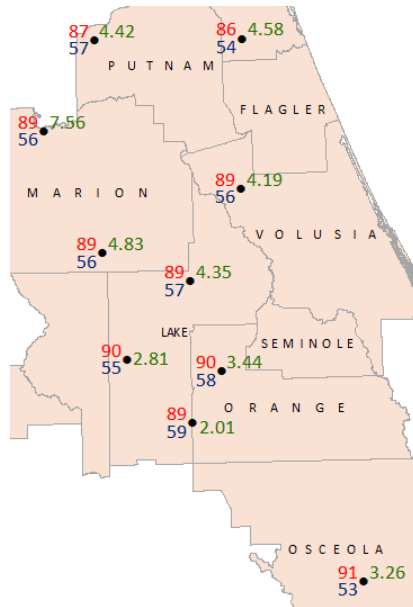 87 4.42
57
86 4.58
54
PUTNAM
FLAGLER
89 7.56
56
MARION
89 4.19
56
VOLUSIA
89 4.83
56
89 4.35
57
LAKE
SEMINOLE
90 2.81
55
90 3.44
58
ORANGE
89 2.01
59
OSCEOLA
91 3.26
53